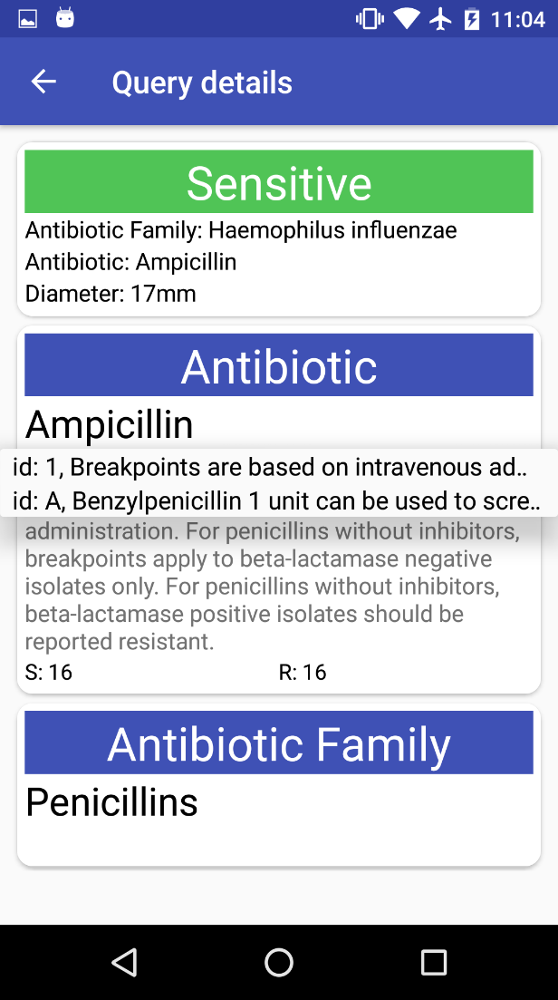 11:04
Query details
Sensitive
Antibiotic Family: Haemophilus influenzae
Antibiotic: Ampicillin
Diameter: 17mm
Antibiotic
Ampicillin
id: 1, Breakpoints are based on intravenous ad..
id: A, Benzylpenicillin 1 unit can be used to scre..
administration. For penicillins without inhibitors,
breakpoints apply to beta-lactamase negative
isolates only. For penicillins without inhibitors,
beta-lactamase positive isolates should be
reported resistant.
S: 16 R: 16
Antibiotic Family
Penicillins